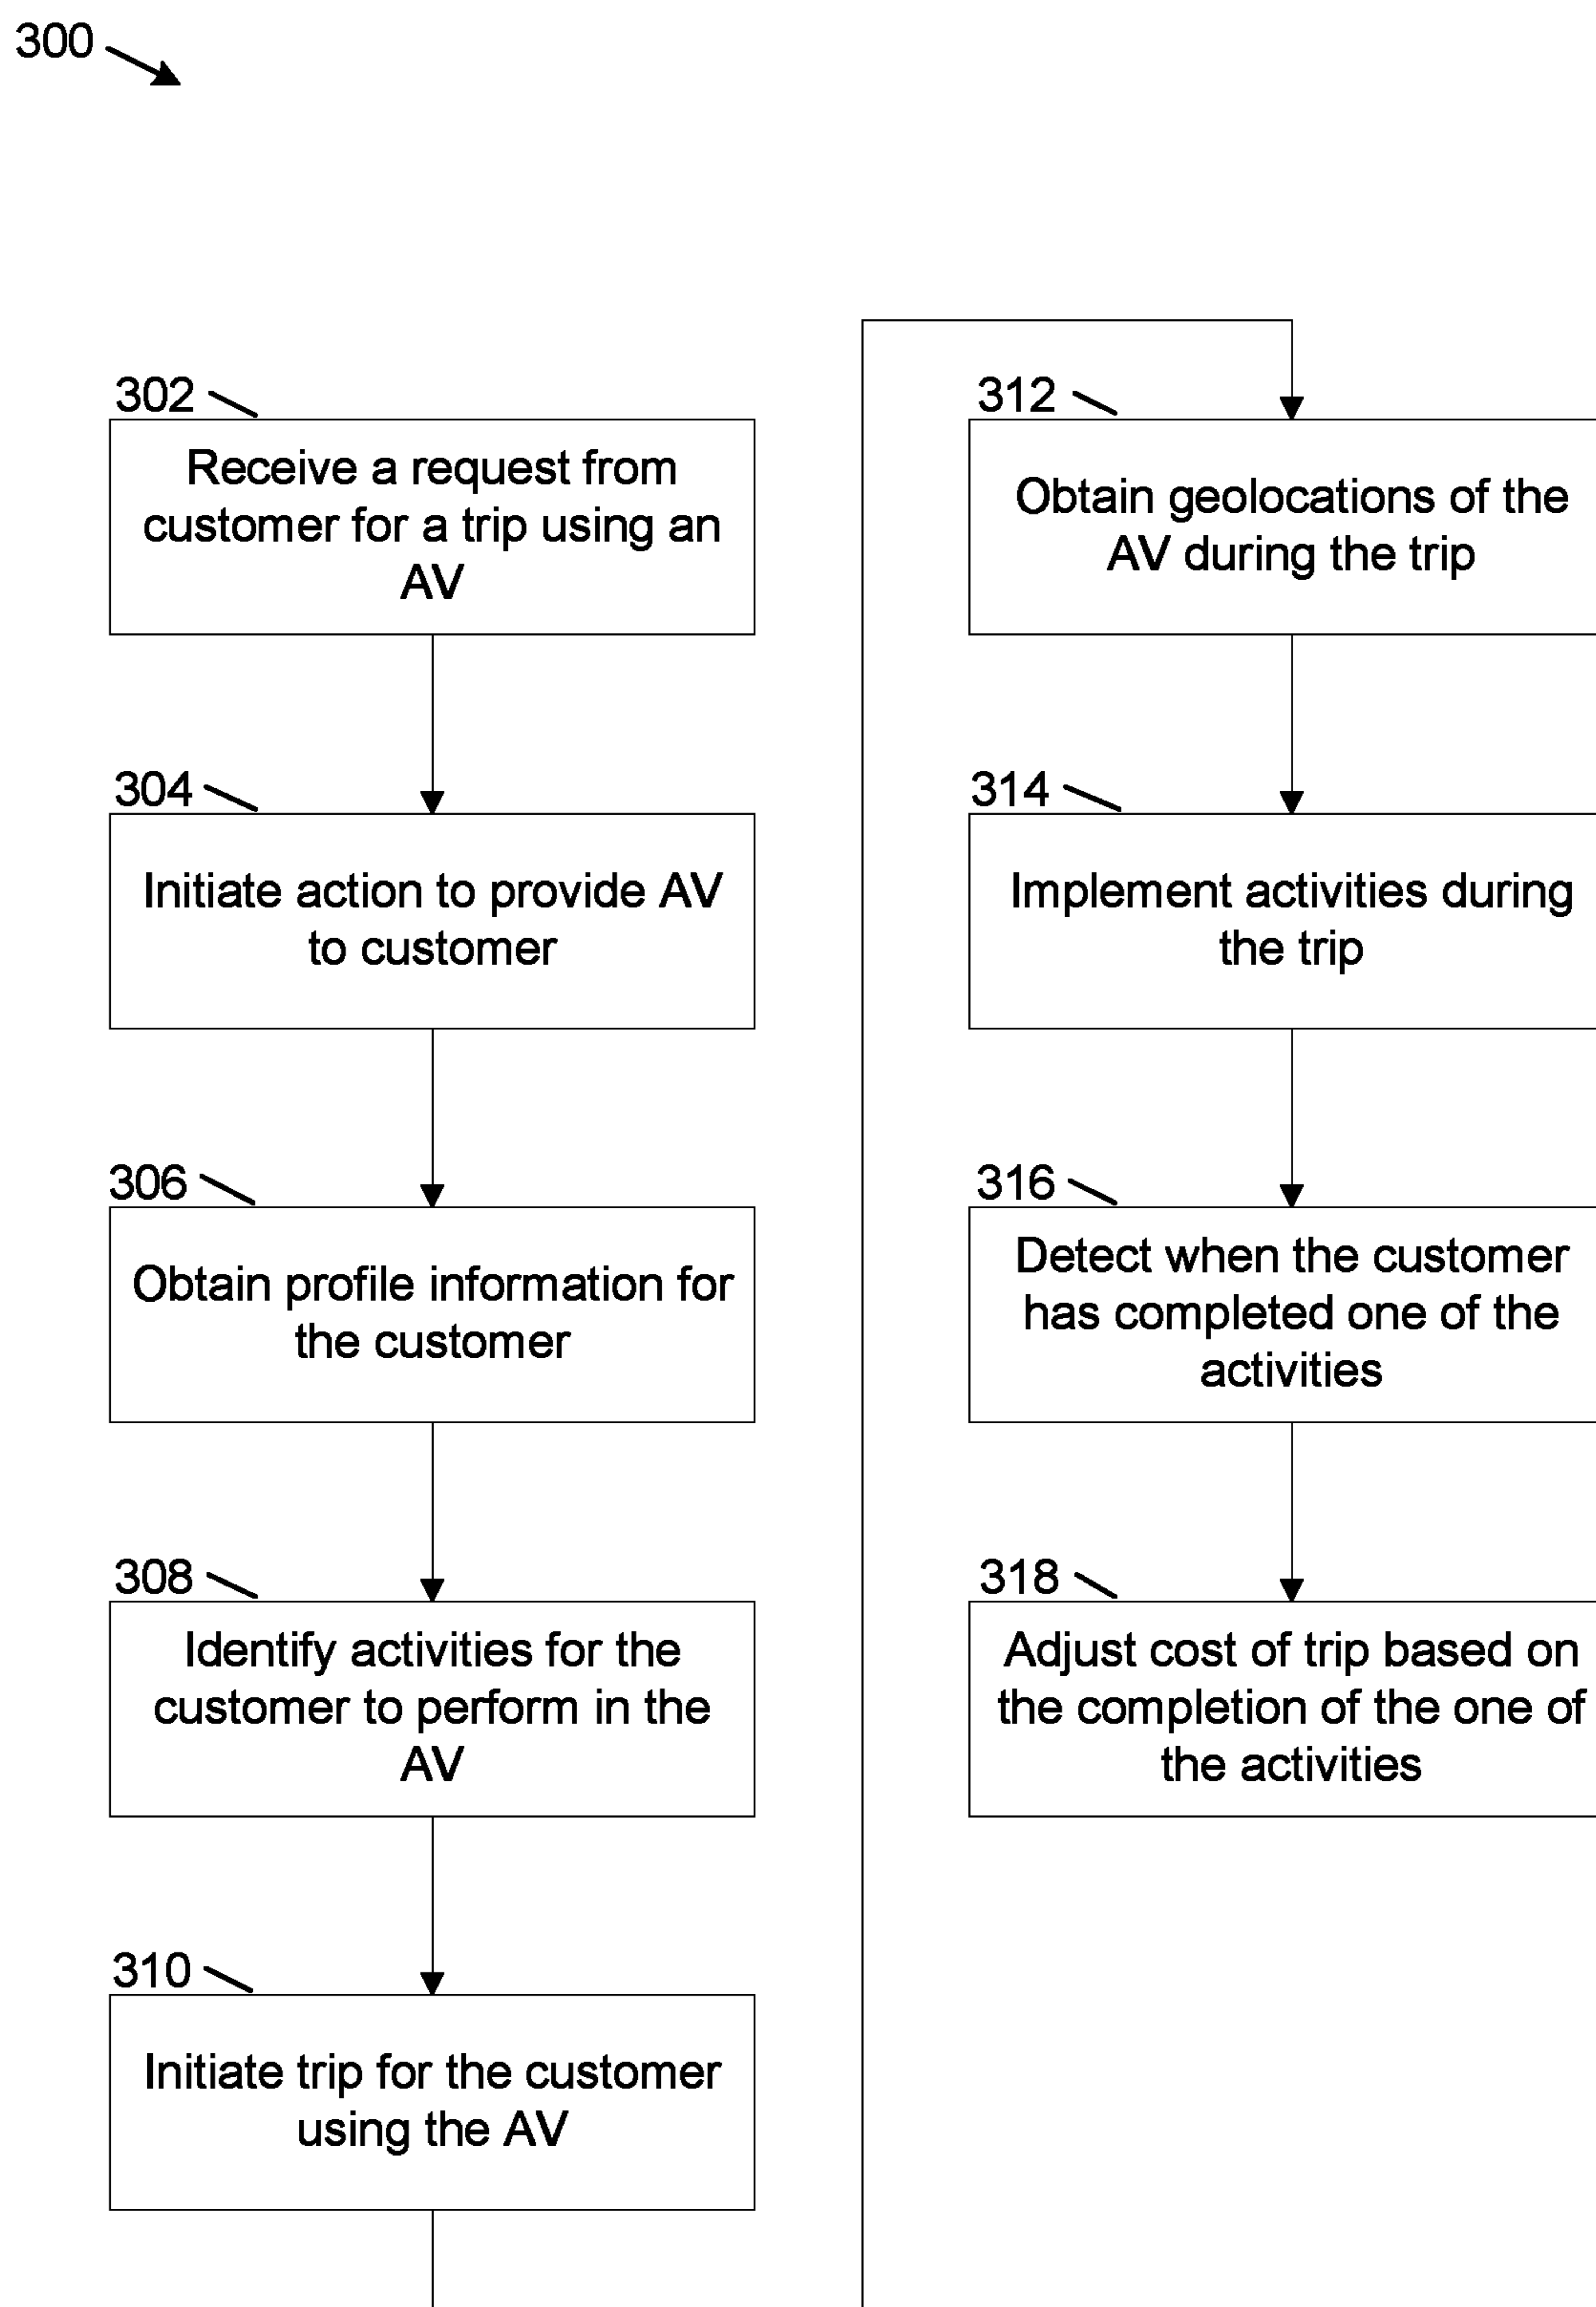 300
302
Receive a request from
customer for a trip using an
AV
304
Initiate action to provide AV
to customer
306
Obtain profile information for
the customer
308
Identify activities for the
customer to perform in the
AV
310
Initiate trip for the customer
using the AV
312
Obtain geolocations of the
AV during the trip
314
Implement activities during
the trip
316
Detect when the customer
has completed one of the
activities
318
Adjust cost of trip based on
the completion of the one of
the activities